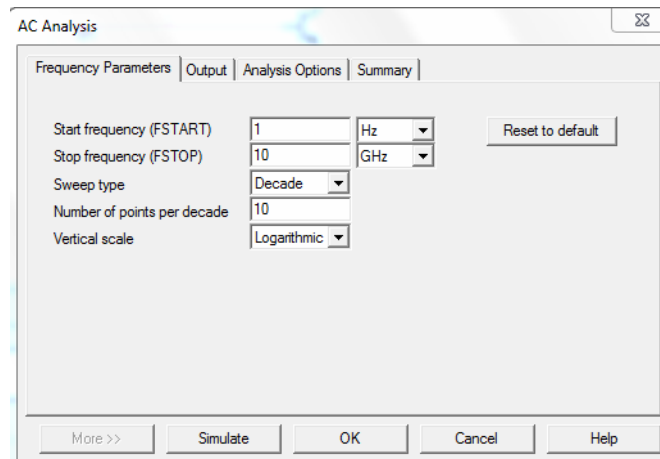 AC Analysis
Frequency Parameters Output Analysis Options Summary
Start frequency (FSTART) 1 Hz Reset to default
Stop frequency (FSTOP) 10 GHz
Sweep type Decade
Number of points per decade 10
Vertical scale Logarithmic
More >> Simulate OK Cancel Help